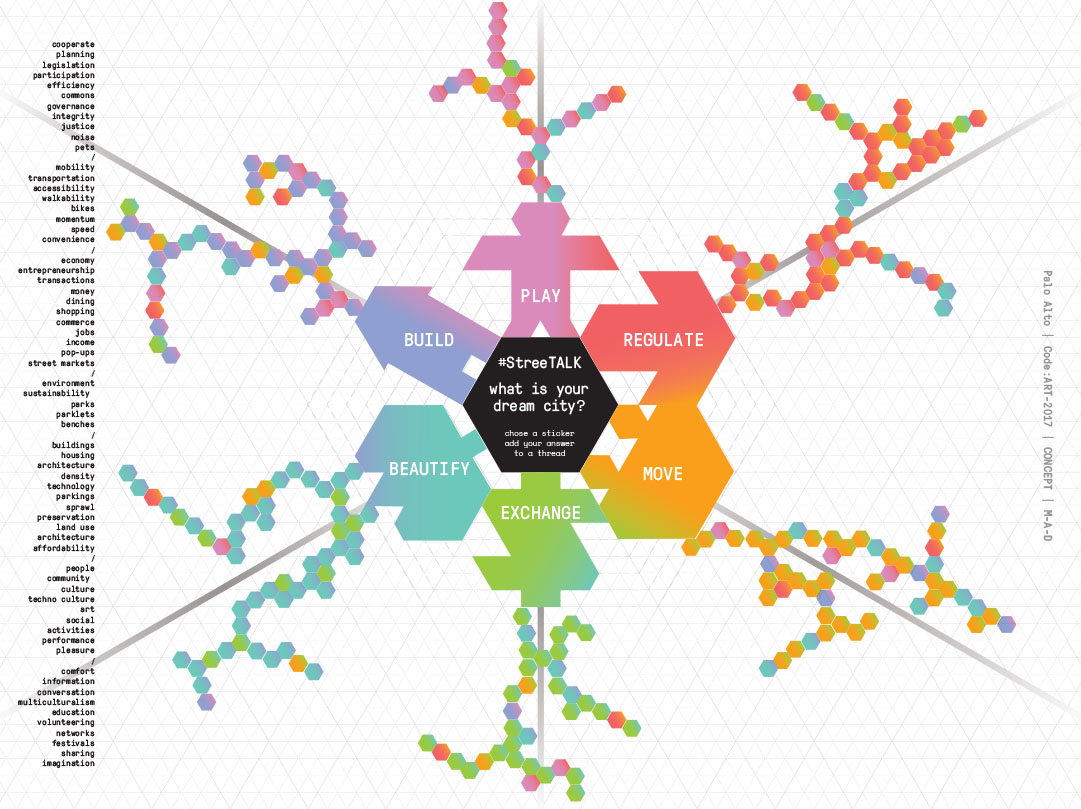 cooperate
planning
legislation
participation
efficiency
commons
governance
integrity
justice
noise
pets
/
mobility
transportation
accessibility
walkability
bikes
momentum
speed
convenience
/
economy
entrepreneurship
transactions
money
dining
shopping
commerce
jobs
income
pop-ups
street markets
/
environment
sustainability
parks
parklets
benches
/
buildings
housing
architecture
density
technology
parkings
sprawl
preservation
land use
architecture
affordability
/
people
community
culture
techno culture
art
social
activities
performance
pleasure
/
comfort
information
conversation
multiculturalism
education
volunteering
networks
festivals
sharing
imagination
PLAY
BUILD
REGULATE
#StreeTALK
what is your
dream city?
chose a sticker
add your answer
to a thread
BEAUTIFY
MOVE
EXCHANGE
Palo Alto | Code:ART-2017 | CONCEPT | M-A-D